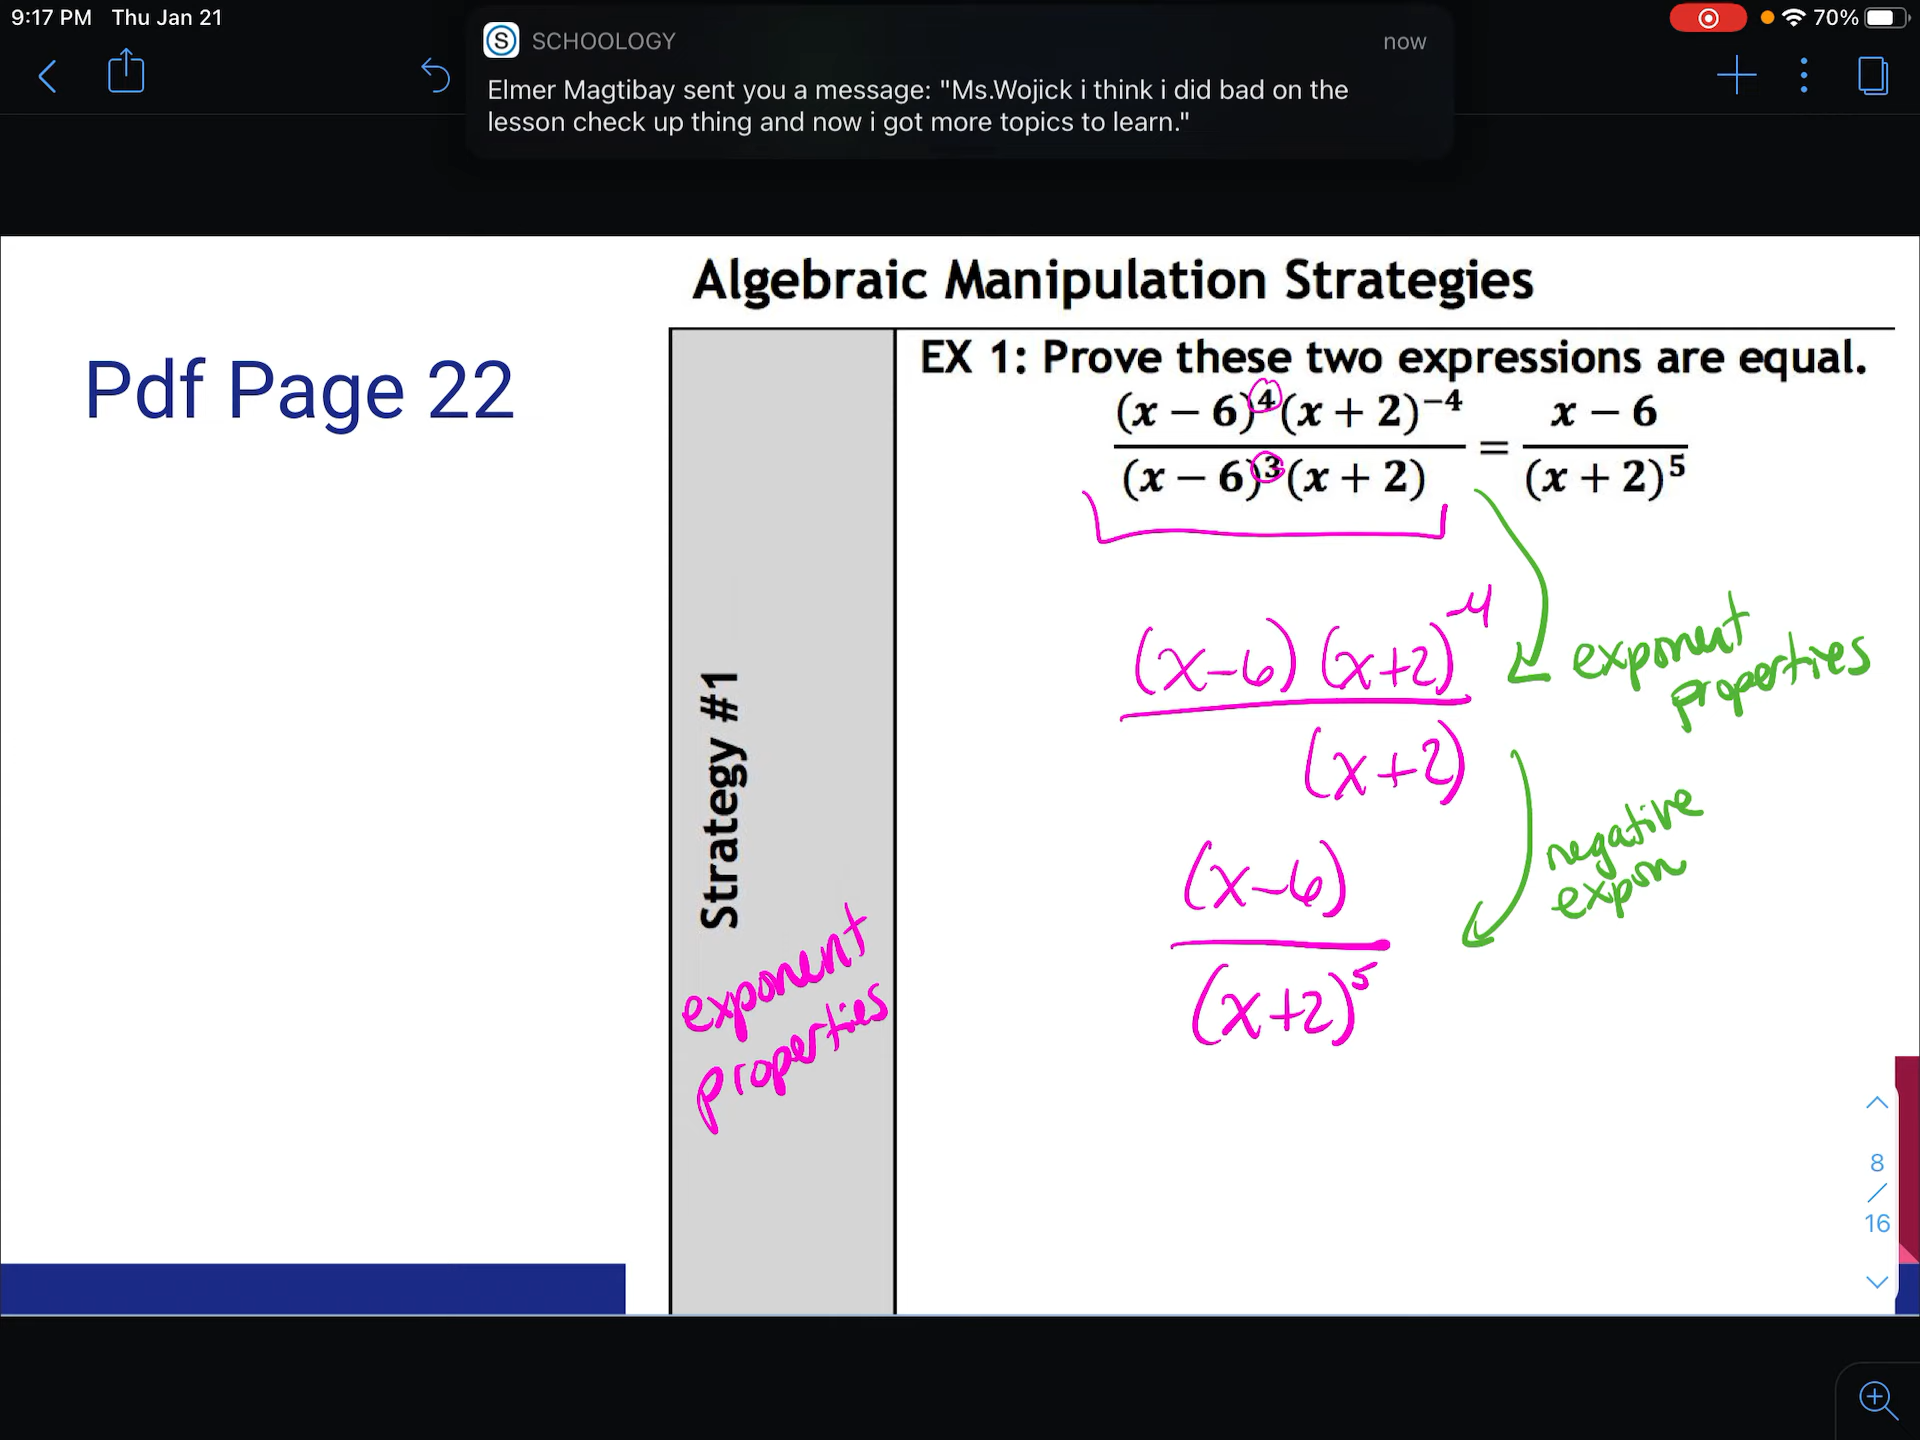 9:17 PM Thu Jan 21
70%
S SCHOOLOGY now
Elmer Magtibay sent you a message: "Ms.Wojick i think i did bad on the
lesson check up thing and now i got more topics to learn."
Algebraic Manipulation Strategies
Pdf Page 22
Strategy #1
exponent
properties
EX 1: Prove these two expressions are equal.
(x − 6)⁴(x + 2)⁻⁴ / (x − 6)³(x + 2) = x − 6 / (x + 2)⁵
(x-6) (x+2)⁻⁴
(x+2)
exponent
properties
(x-6)
(x+2)⁵
negative
expon
8
/
16